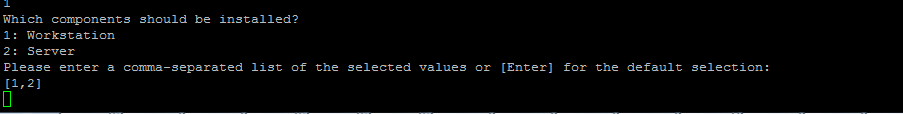 1
Which components should be installed?
1: Workstation
2: Server
Please enter a comma-separated list of the selected values or [Enter] for the default selection:
[1,2]